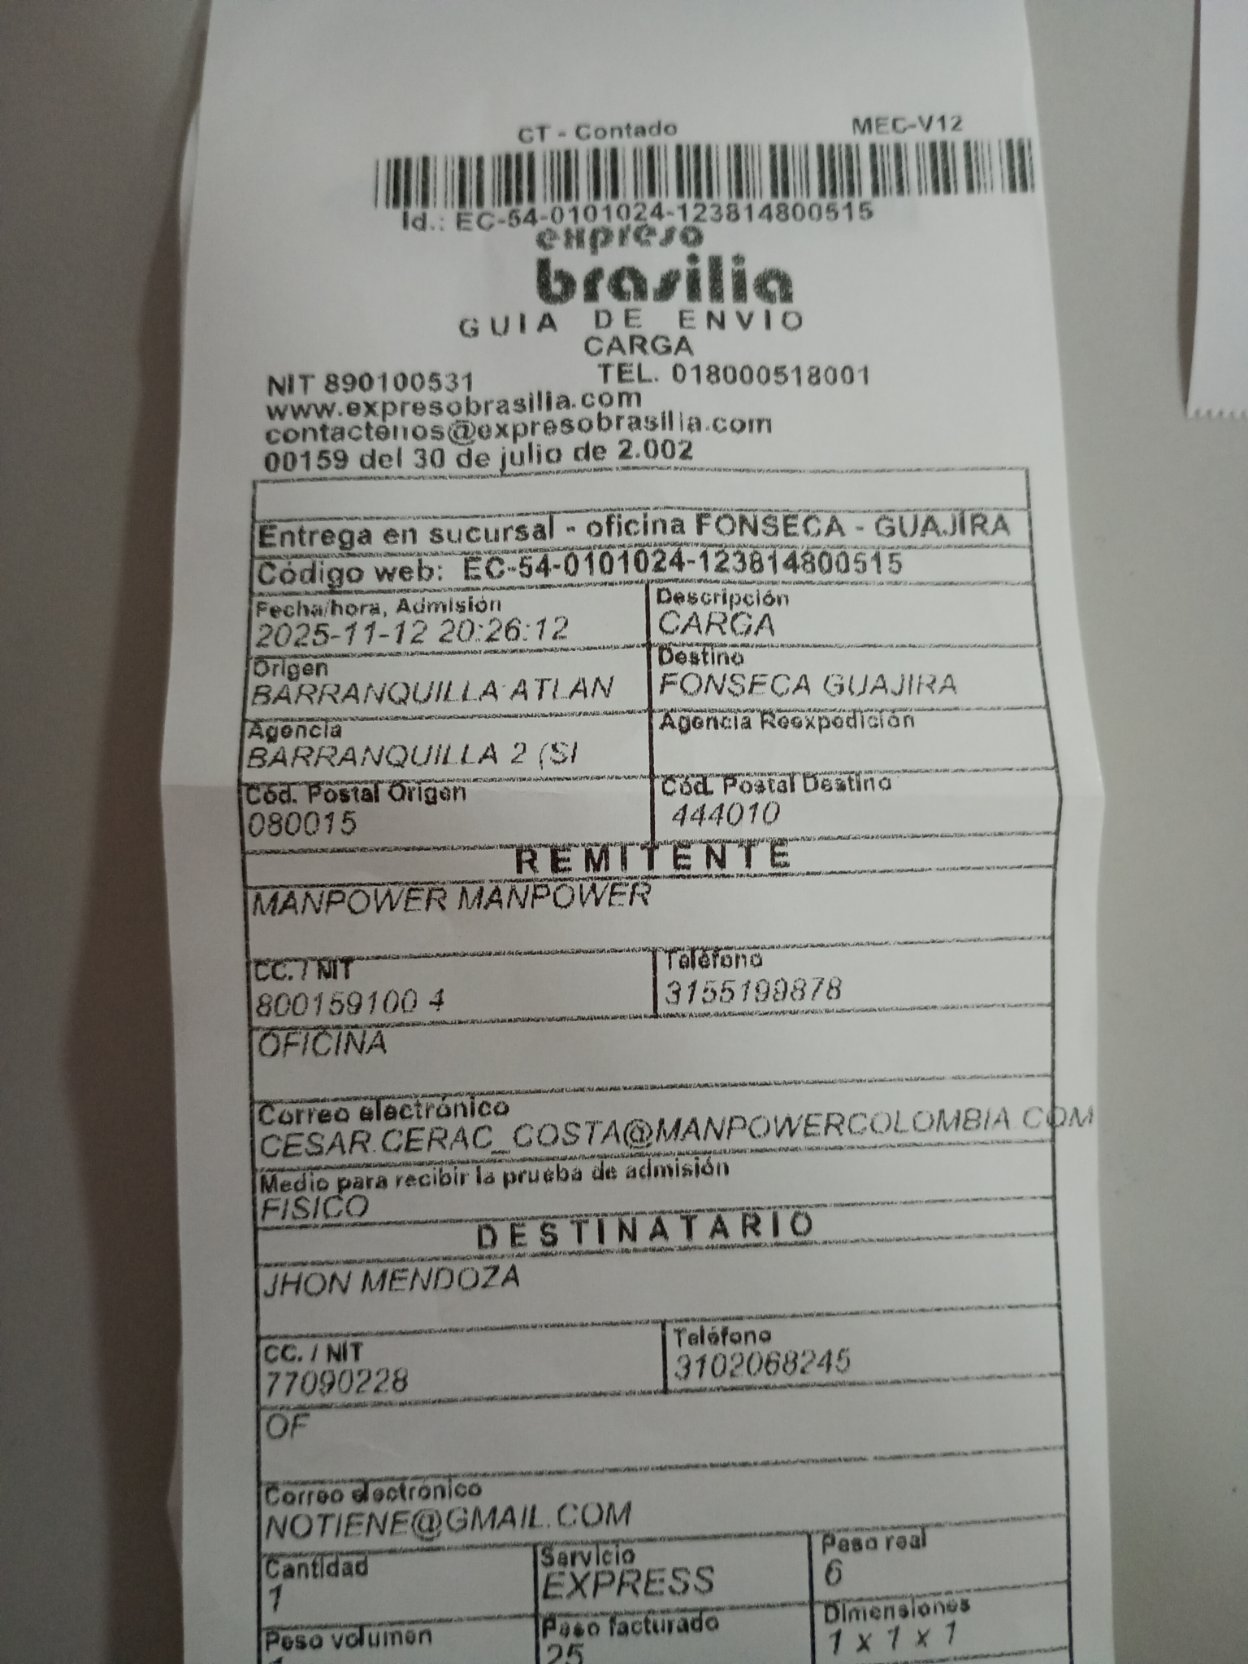 CT - Contado MEC-V12
Id.: EC-54-0101024-123814800515
expreso
brasilia
GUIA DE ENVIO
CARGA
NIT 890100531 TEL. 018000518001
www.expresobrasilia.com
contactenos@expresobrasilia.com
00159 del 30 de julio de 2.002
Entrega en sucursal - oficina FONSECA - GUAJIRA
Código web: EC-54-0101024-123814800515
Fecha/hora, Admisión Descripción
2025-11-12 20:26:12 CARGA
Origen Destino
BARRANQUILLA ATLAN FONSECA GUAJIRA
Agencia Agencia Reexpedición
BARRANQUILLA 2 (SI
Cód. Postal Origen Cód. Postal Destino
080015 444010
REMITENTE
MANPOWER MANPOWER
CC. / NIT Teléfono
800159100 4 3155199878
OFICINA
Correo electrónico
CESAR.CERAC_COSTA@MANPOWERCOLOMBIA.COM
Medio para recibir la prueba de admisión
FISICO
DESTINATARIO
JHON MENDOZA
CC. / NIT Teléfono
77090228 3102068245
OF
Correo electrónico
NOTIENE@GMAIL.COM
Cantidad Servicio Peso real
1 EXPRESS 6
Peso volumen Peso facturado Dimensiones
25 1 x 1 x 1